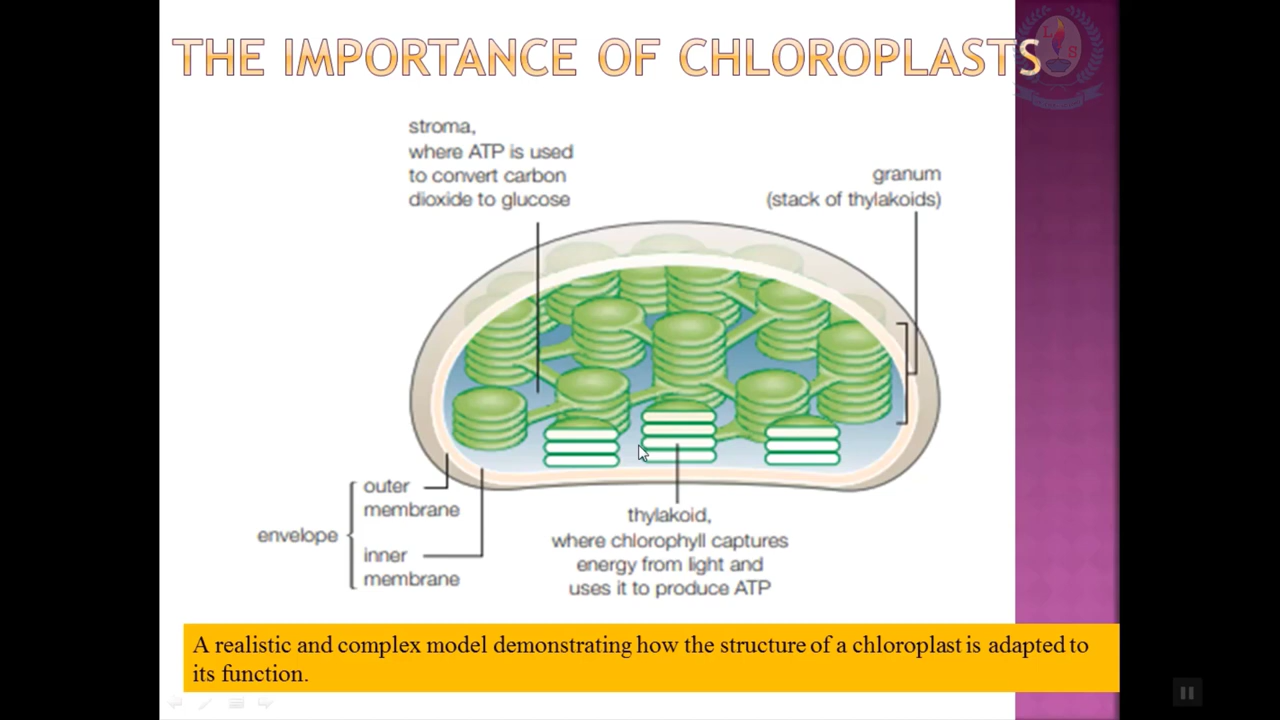 THE IMPORTANCE OF CHLOROPLASTS
L
S
stroma,
where ATP is used
to convert carbon
dioxide to glucose
granum
(stack of thylakoids)
envelope
outer
membrane
inner
membrane
thylakoid,
where chlorophyll captures
energy from light and
uses it to produce ATP
A realistic and complex model demonstrating how the structure of a chloroplast is adapted to
its function.